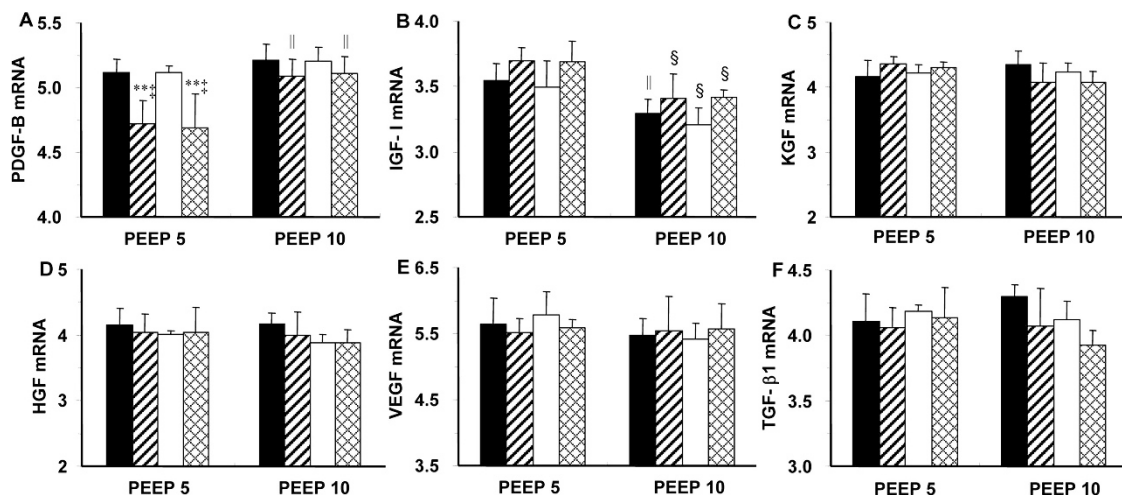 A
PDGF-B mRNA
5.5
5.0
4.5
4.0
**‡
**‡
||
||
PEEP 5
PEEP 10
B
IGF- I mRNA
4.0
3.5
3.0
2.5
||
§
§
§
PEEP 5
PEEP 10
C
KGF mRNA
5
4
3
2
PEEP 5
PEEP 10
D
HGF mRNA
5
4
3
2
PEEP 5
PEEP 10
E
VEGF mRNA
6.5
5.5
4.5
3.5
PEEP 5
PEEP 10
F
TGF- β1 mRNA
4.5
4.0
3.5
3.0
PEEP 5
PEEP 10